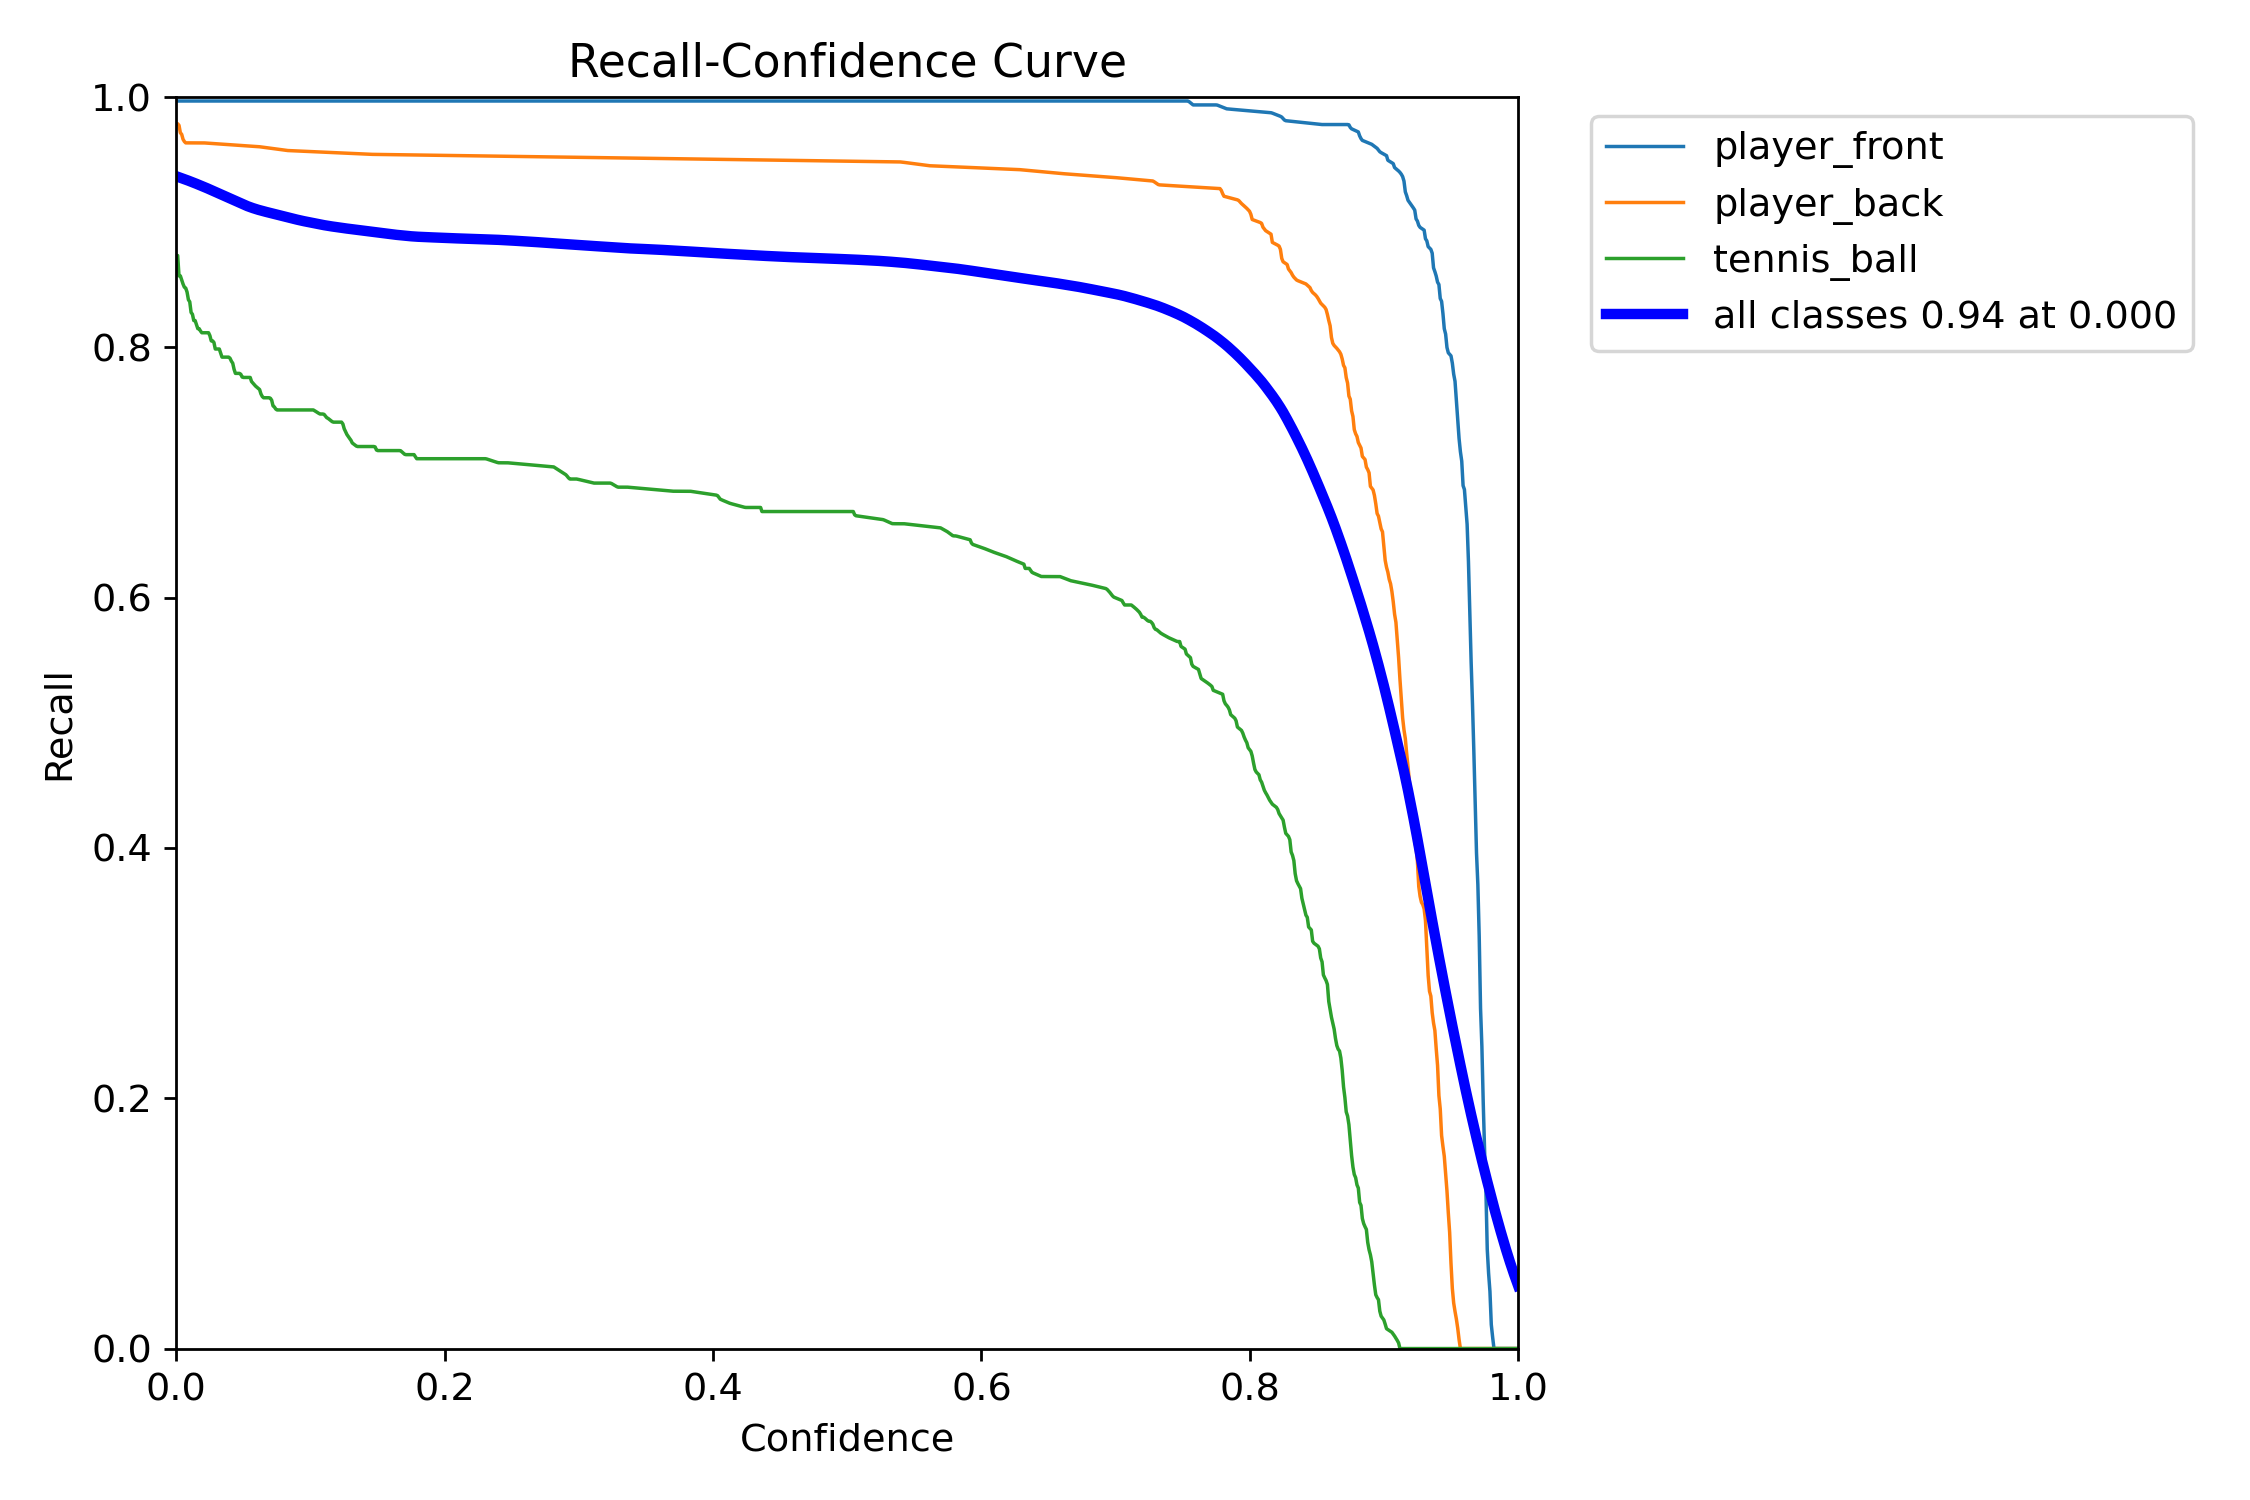 Recall-Confidence Curve
1.0
0.8
0.6
0.4
0.2
0.0
Recall
0.0 0.2 0.4 0.6 0.8 1.0
Confidence
player_front
player_back
tennis_ball
all classes 0.94 at 0.000